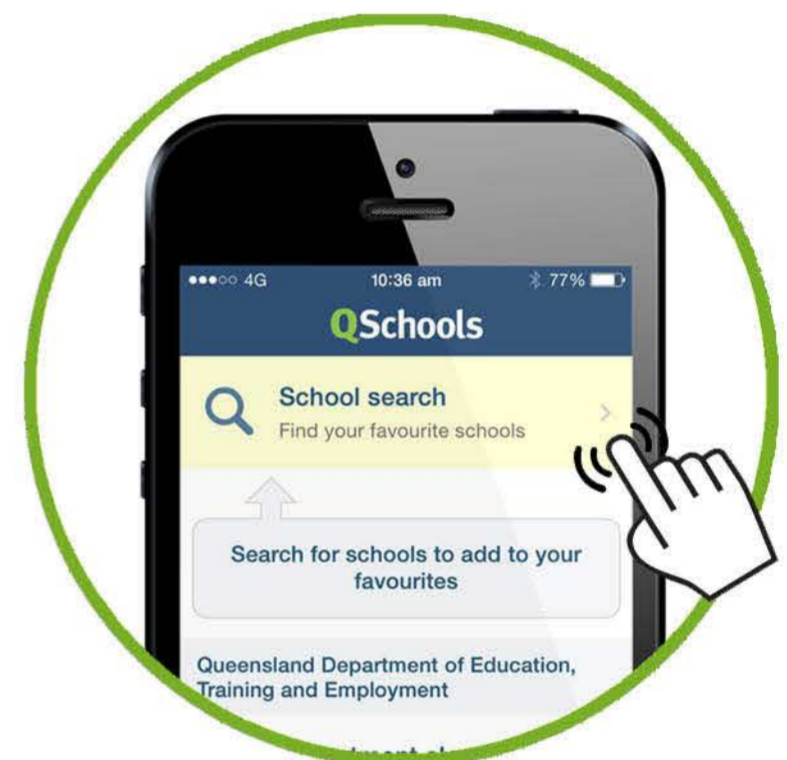 4G 10:36 am 77%
QSchools
School search
Find your favourite schools
Search for schools to add to your
favourites
Queensland Department of Education,
Training and Employment